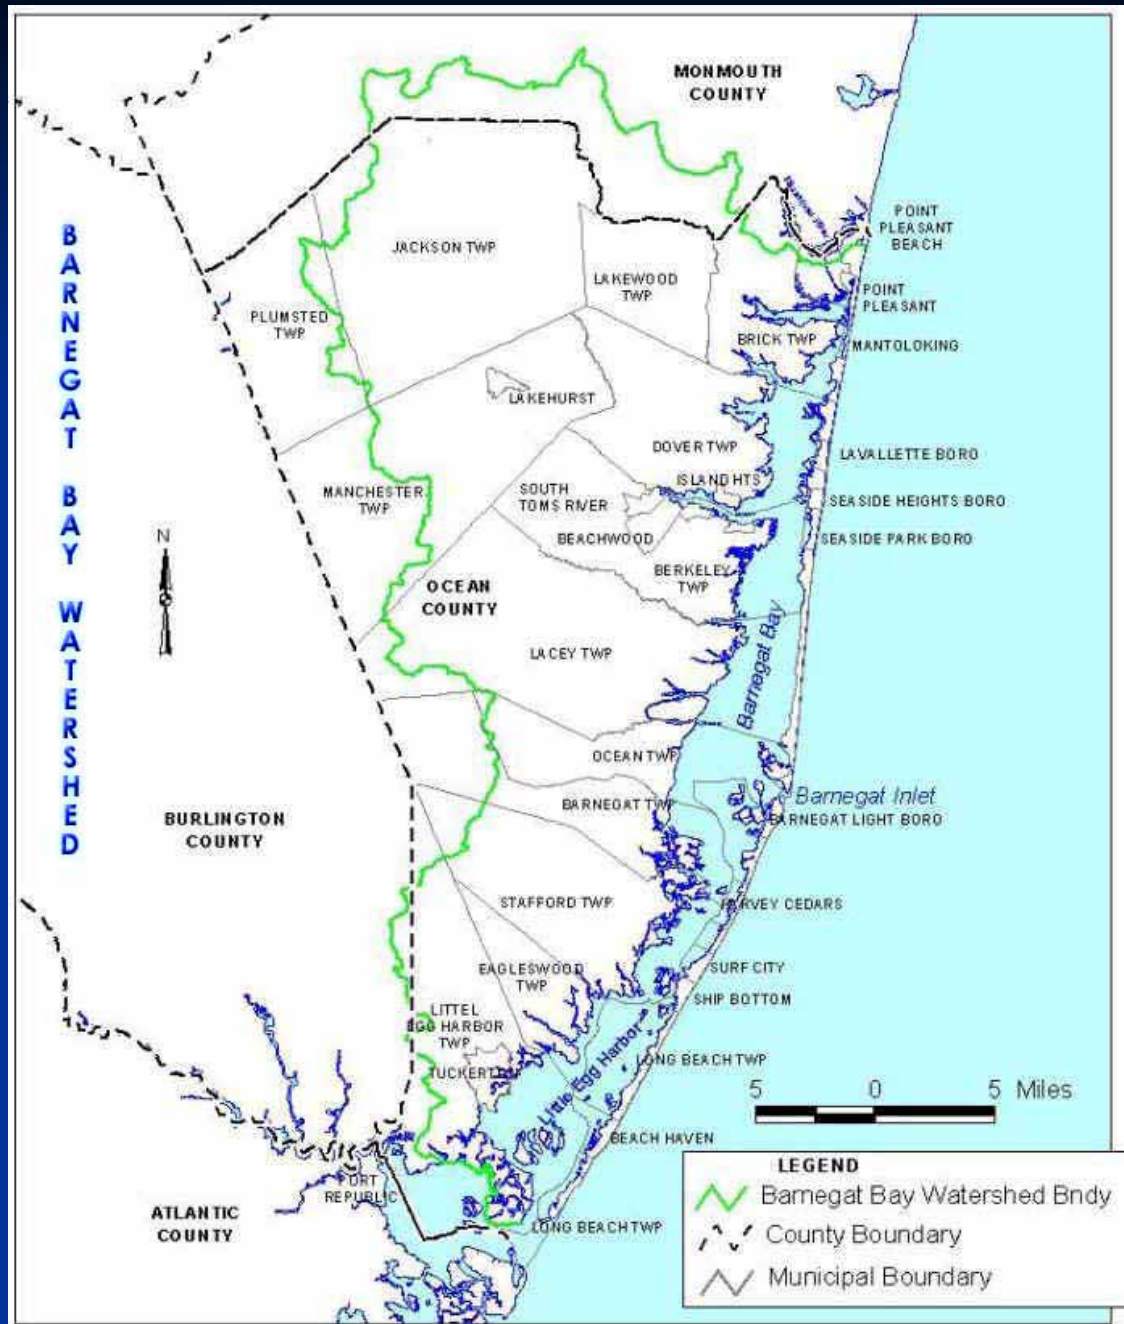 BARNEGAT BAY WATERSHED
MONMOUTH
COUNTY
POINT
PLEASANT
BEACH
JACKSON TWP
LAKEWOOD
TWP
POINT
PLEASANT
PLUMSTED
TWP
BRICK TWP
MANTOLOKING
LAKEHURST
DOVER TWP
LAVALLETTE BORO
ISLAND HTS
MANCHESTER
TWP
SOUTH
TOMS RIVER
SEASIDE HEIGHTS BORO
BEACHWOOD
SEASIDE PARK BORO
N
BERKELEY
TWP
OCEAN
COUNTY
LACEY TWP
Barnegat Bay
OCEAN TWP
Barnegat Inlet
BARNEGAT TWP
BARNEGAT LIGHT BORO
BURLINGTON
COUNTY
STAFFORD TWP
HARVEY CEDARS
EAGLESWOOD
TWP
SURF CITY
SHIP BOTTOM
LITTEL
EGG HARBOR
TWP
Little Egg Harbor
LONG BEACH TWP
TUCKERTON
5 0 5 Miles
BEACH HAVEN
PORT
REPUBLIC
ATLANTIC
COUNTY
LONG BEACH TWP
LEGEND
Barnegat Bay Watershed Bndy
County Boundary
Municipal Boundary